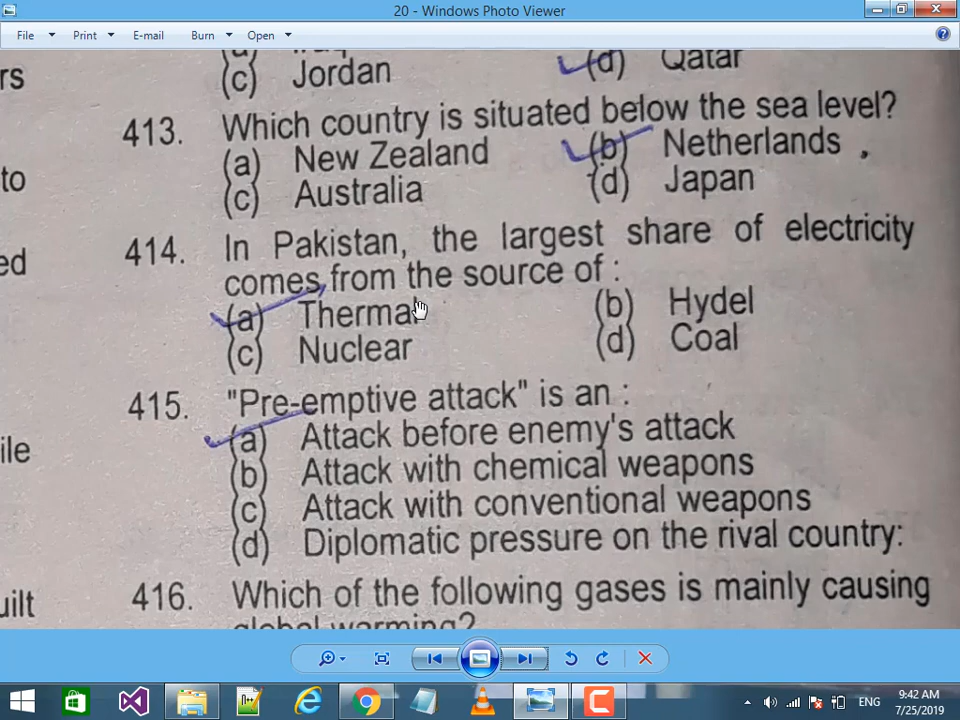 20 - Windows Photo Viewer
File Print E-mail Burn Open
(c) Jordan (d) Qatar
rs
413. Which country is situated below the sea level?
(a) New Zealand (b) Netherlands
to
(c) Australia (d) Japan
414. In Pakistan, the largest share of electricity
ed
comes from the source of :
(a) Thermal (b) Hydel
(c) Nuclear (d) Coal
415. "Pre-emptive attack" is an :
(a) Attack before enemy's attack
ile
(b) Attack with chemical weapons
(c) Attack with conventional weapons
(d) Diplomatic pressure on the rival country:
416. Which of the following gases is mainly causing
uilt
global warming?
ENG
9:42 AM
7/25/2019